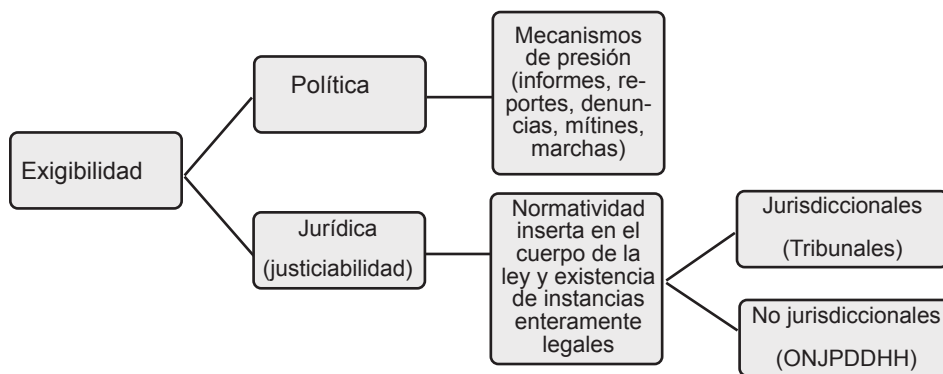 Exigibilidad
Política
Mecanismos
de presión
(informes, re-
portes, denun-
cias, mítines,
marchas)
Jurídica
(justiciabilidad)
Normatividad
inserta en el
cuerpo de la
ley y existencia
de instancias
enteramente
legales
Jurisdiccionales
(Tribunales)
No jurisdiccionales
(ONJPDDHH)